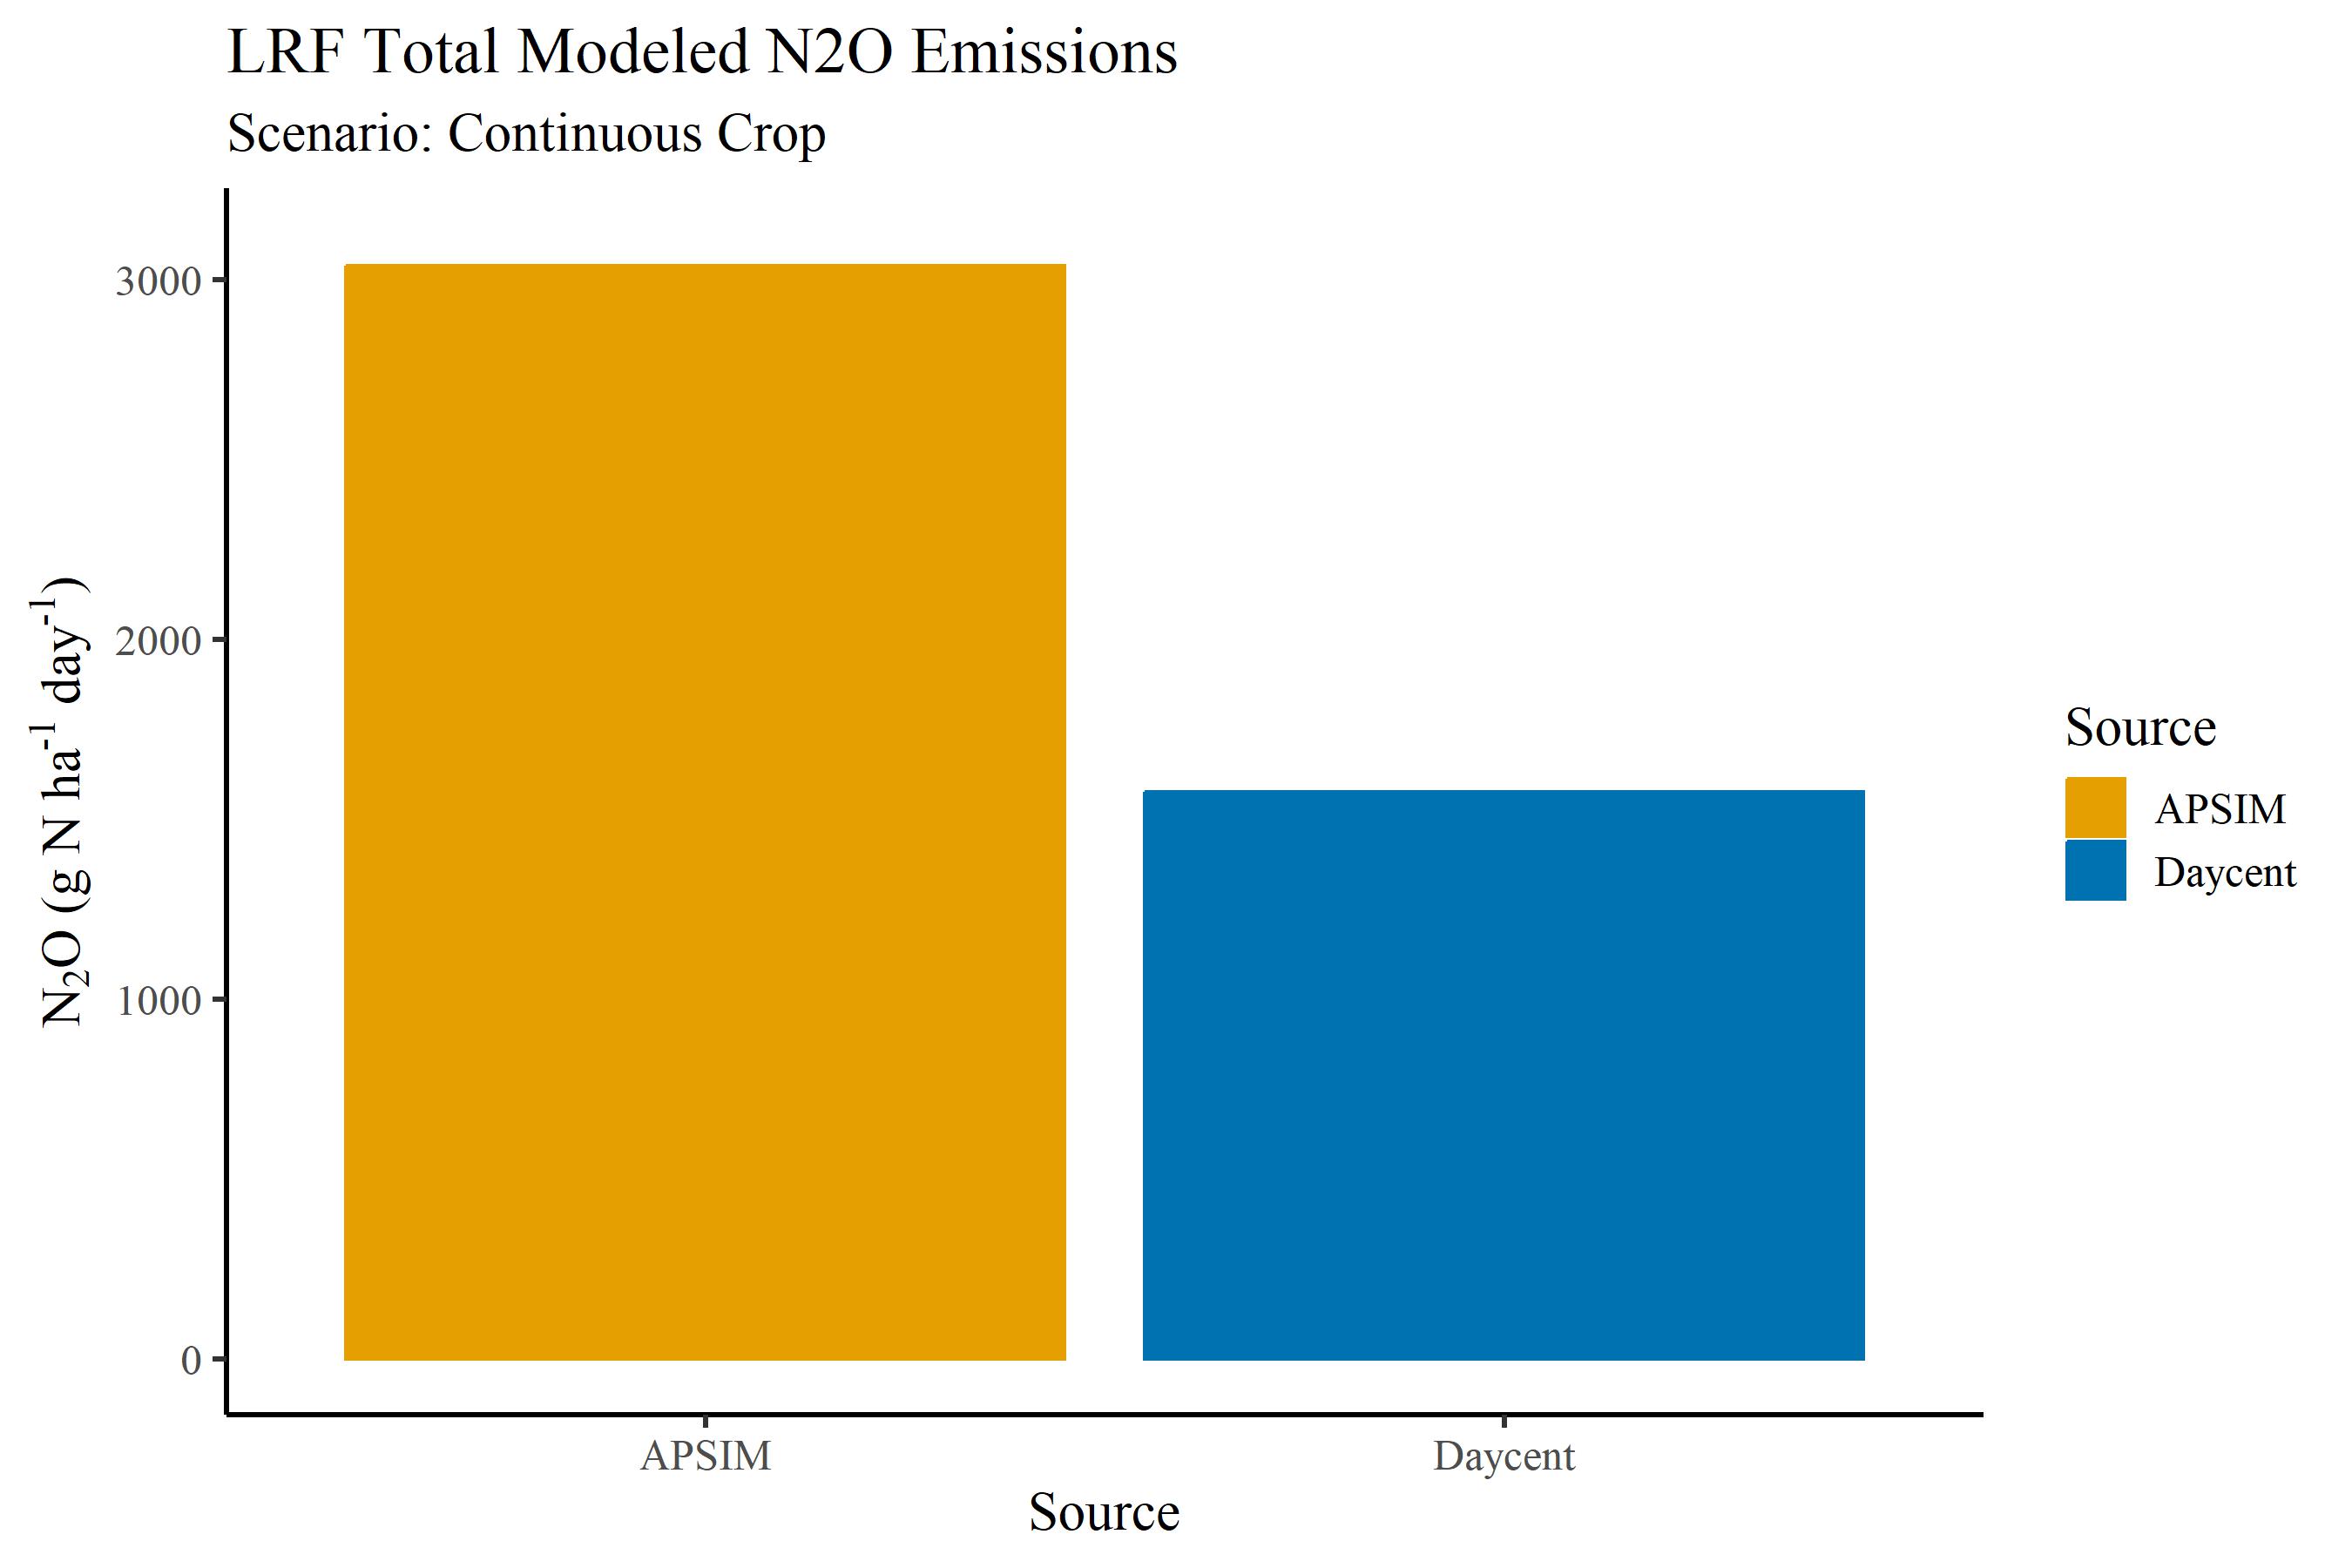 LRF Total Modeled N2O Emissions
Scenario: Continuous Crop
N₂O (g N ha⁻¹ day⁻¹)
3000
2000
1000
0
APSIM
Daycent
Source
Source
APSIM
Daycent